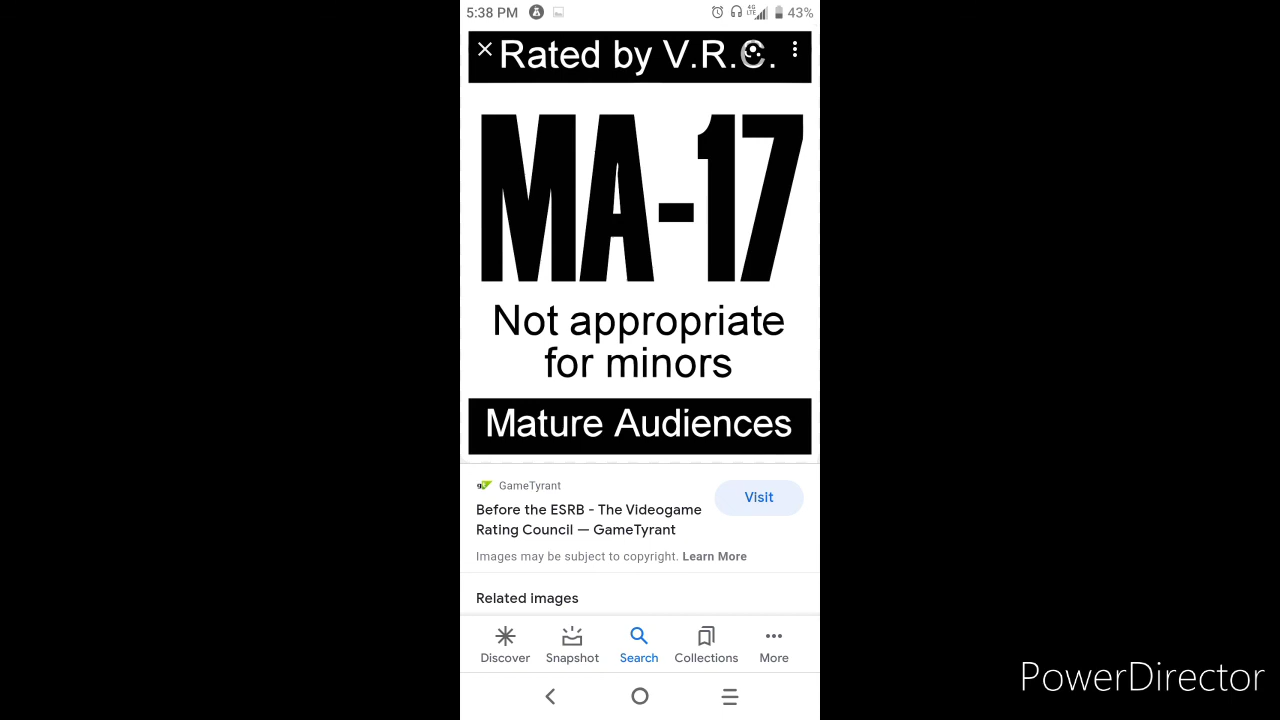 5:38 PM
4G
LTE
43%
Rated by V.R.C.
MA-17
Not appropriate
for minors
Mature Audiences
GameTyrant
Before the ESRB - The Videogame
Rating Council — GameTyrant
Visit
Images may be subject to copyright. Learn More
Related images
Discover Snapshot Search Collections More
PowerDirector